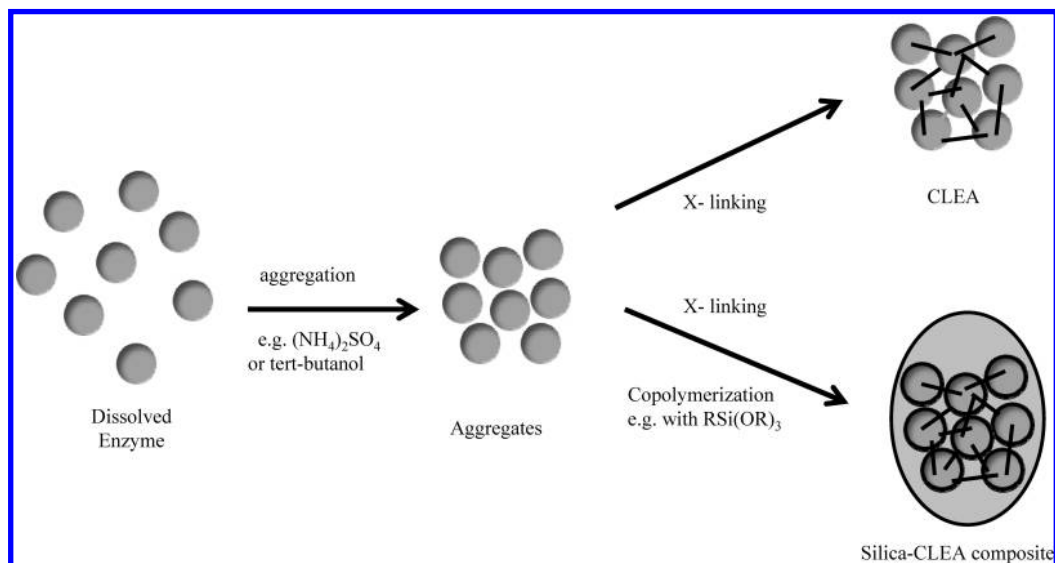 Dissolved
Enzyme
aggregation
e.g. (NH₄)₂SO₄
or tert-butanol
Aggregates
X- linking
CLEA
X- linking
Copolymerization
e.g. with RSi(OR)₃
Silica-CLEA composite